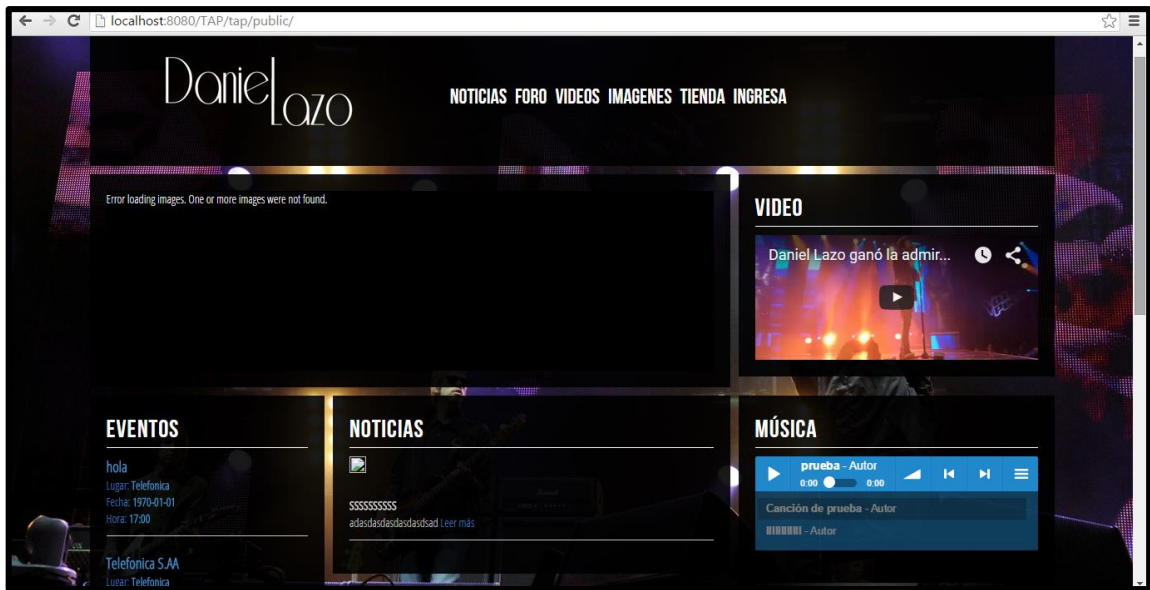 localhost:8080/TAP/tap/public/
Daniel Lazo
NOTICIAS FORO VIDEOS IMAGENES TIENDA INGRESA
Error loading images. One or more images were not found.
VIDEO
Daniel Lazo ganó la admir...
EVENTOS
hola
Lugar: Telefonica
Fecha: 1970-01-01
Hora: 17:00
Telefonica S.AA
Lugar: Telefonica
NOTICIAS
ssssssssss
adasdasdasdasdasdsad Leer más
MÚSICA
prueba - Autor
0:00 0:00
Canción de prueba - Autor
- Autor